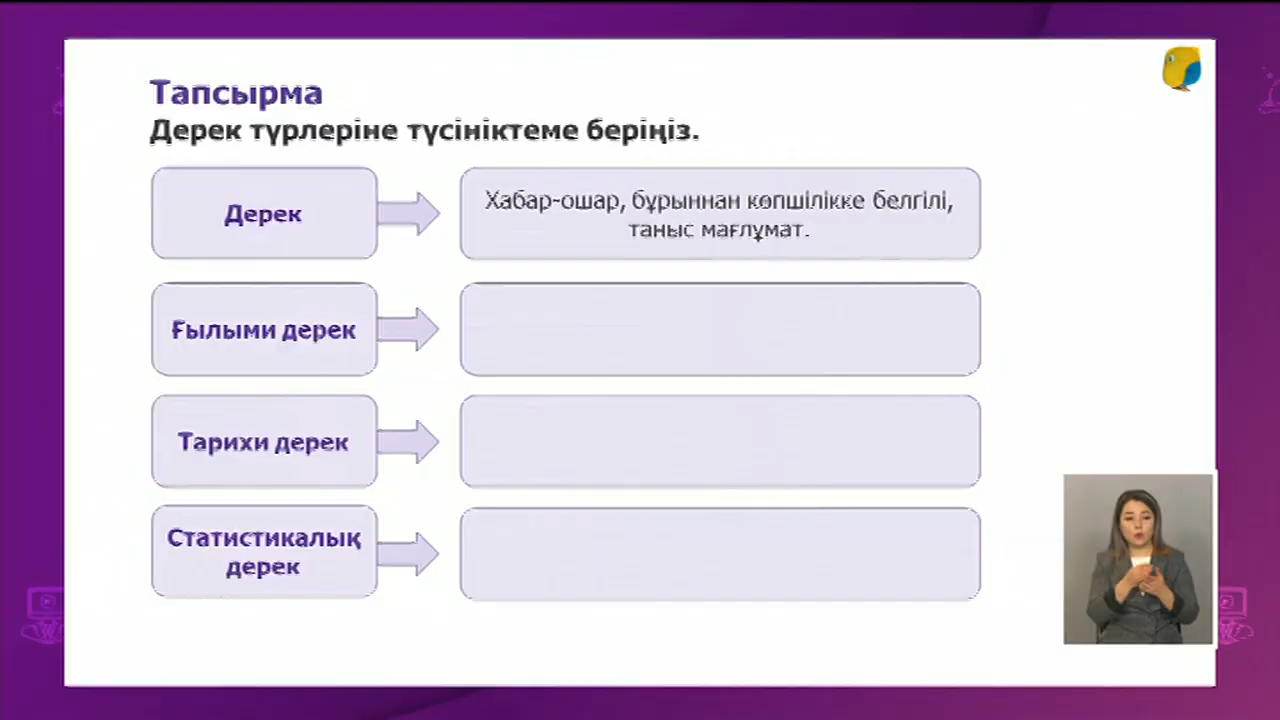 Тапсырма
Дерек түрлеріне түсініктеме беріңіз.
Дерек
Хабар-ошар, бұрыннан көпшілікке белгілі,
таныс мағлұмат.
Ғылыми дерек
Тарихи дерек
Статистикалық
дерек